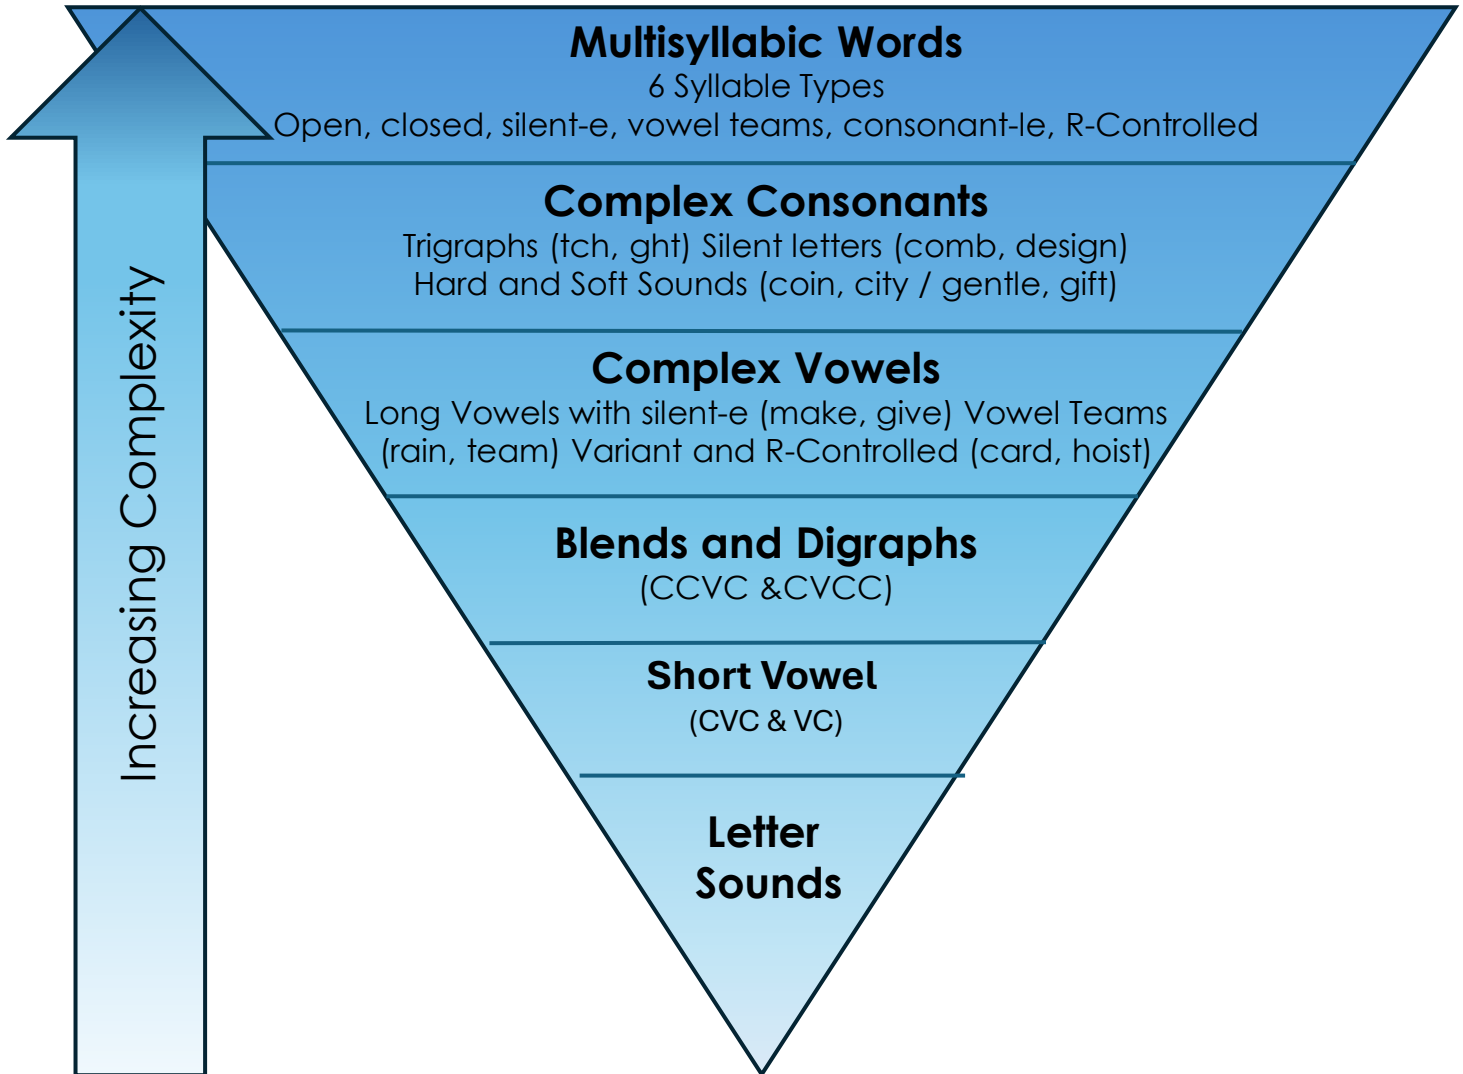 Multisyllabic Words
6 Syllable Types
Open, closed, silent-e, vowel teams, consonant-le, R-Controlled
Complex Consonants
Trigraphs (tch, ght) Silent letters (comb, design)
Hard and Soft Sounds (coin, city / gentle, gift)
Complex Vowels
Long Vowels with silent-e (make, give) Vowel Teams
(rain, team) Variant and R-Controlled (card, hoist)
Blends and Digraphs
(CCVC &CVCC)
Short Vowel
(CVC & VC)
Letter
Sounds
Increasing Complexity